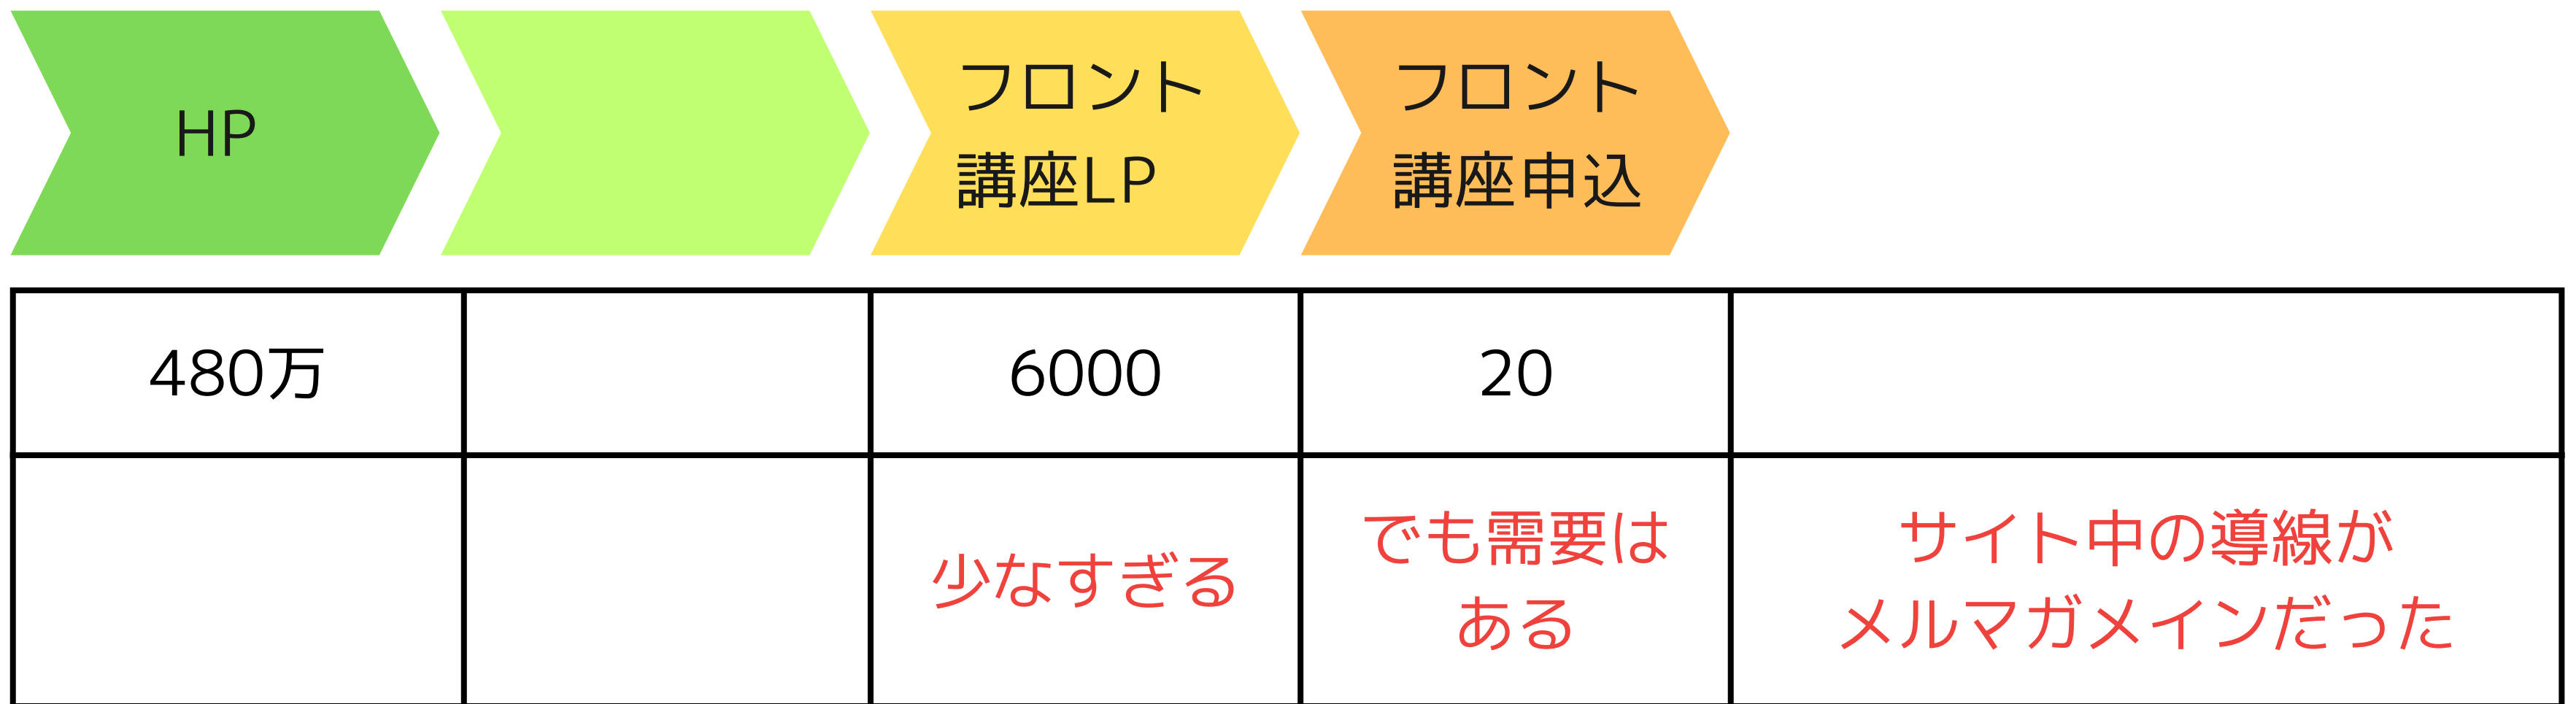 HP
フロント
講座LP
フロント
講座申込
480万
6000
20
少なすぎる
でも需要は
ある
サイト中の導線が
メルマガメインだった